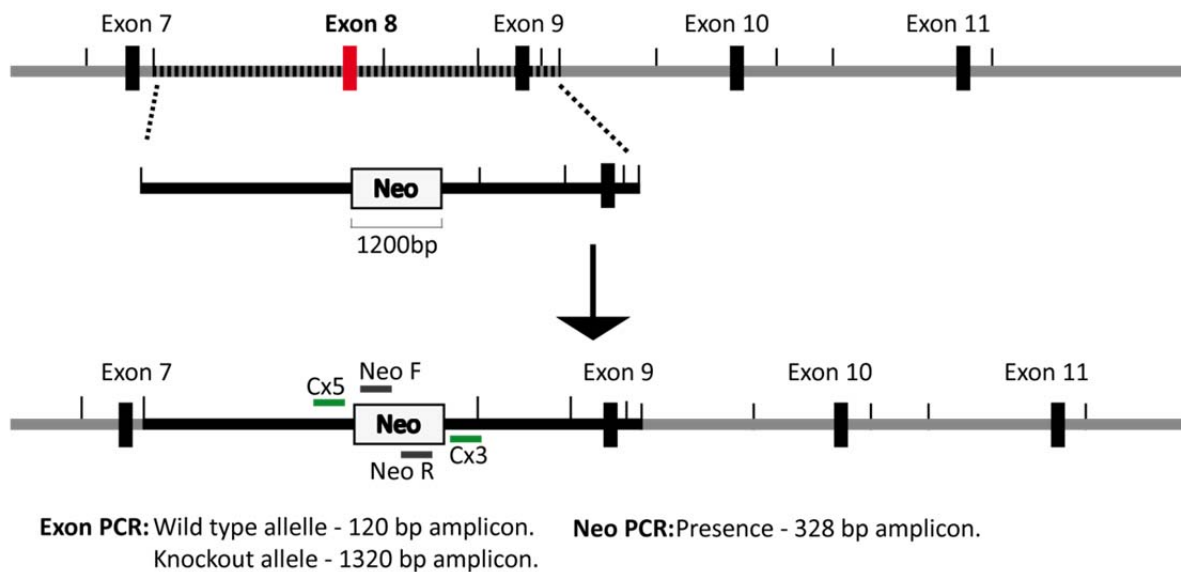 Exon 7 Exon 8 Exon 9 Exon 10 Exon 11
Neo
1200bp
Exon 7 Exon 9 Exon 10 Exon 11
Neo F
Cx5
Neo
Cx3
Neo R
Exon PCR: Wild type allelle - 120 bp amplicon. Neo PCR: Presence - 328 bp amplicon.
Knockout allele - 1320 bp amplicon.